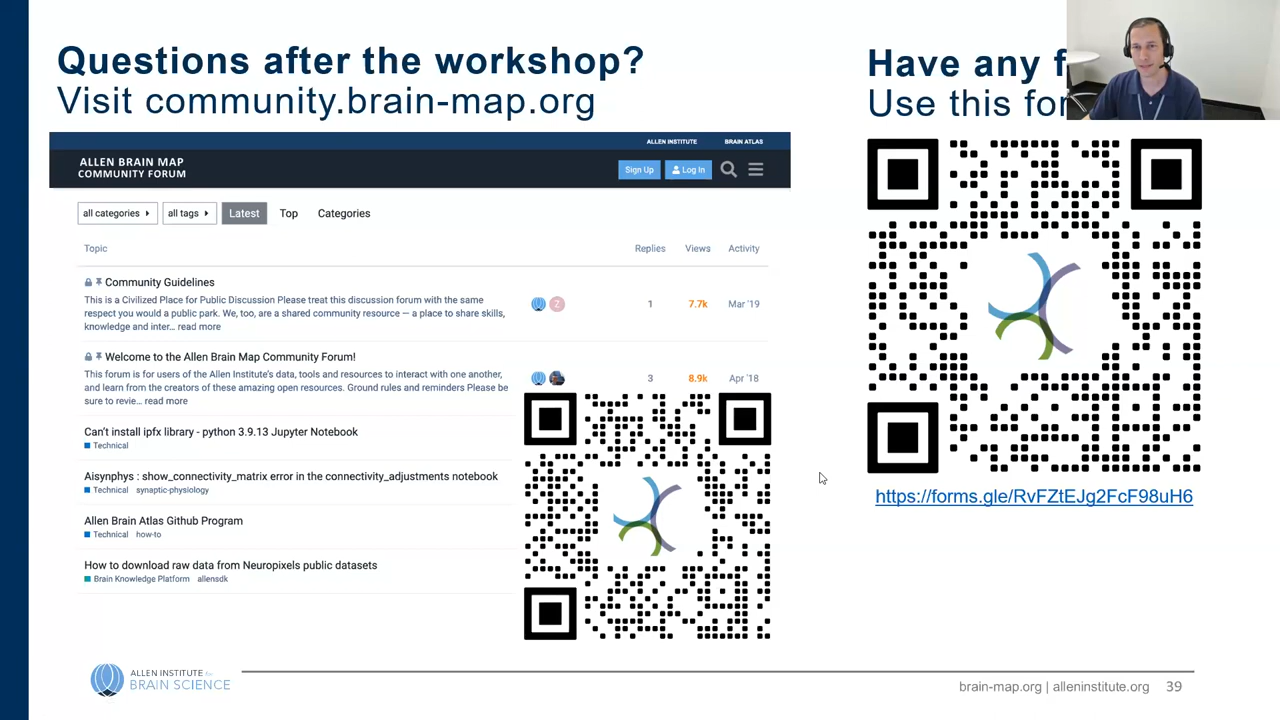 Questions after the workshop?
Visit community.brain-map.org
ALLEN INSTITUTE BRAIN ATLAS
ALLEN BRAIN MAP
COMMUNITY FORUM
Sign Up Log In
all categories all tags Latest Top Categories
Topic Replies Views Activity
Community Guidelines
This is a Civilized Place for Public Discussion Please treat this discussion forum with the same
respect you would a public park. We, too, are a shared community resource — a place to share skills,
knowledge and inter... read more
2 1 7.7k Mar '19
Welcome to the Allen Brain Map Community Forum!
This forum is for users of the Allen Institute's data, tools and resources to interact with one another,
and learn from the creators of these amazing open resources. Ground rules and reminders Please be
sure to revie... read more
3 8.9k Apr '18
Can't install ipfx library - python 3.9.13 Jupyter Notebook
Technical
Aisynphys : show_connectivity_matrix error in the connectivity_adjustments notebook
Technical synaptic-physiology
Allen Brain Atlas Github Program
Technical how-to
How to download raw data from Neuropixels public datasets
Brain Knowledge Platform allensdk
Have any f
Use this for
https://forms.gle/RvFZtEJg2FcF98uH6
ALLEN INSTITUTE for
BRAIN SCIENCE
brain-map.org | alleninstitute.org 39